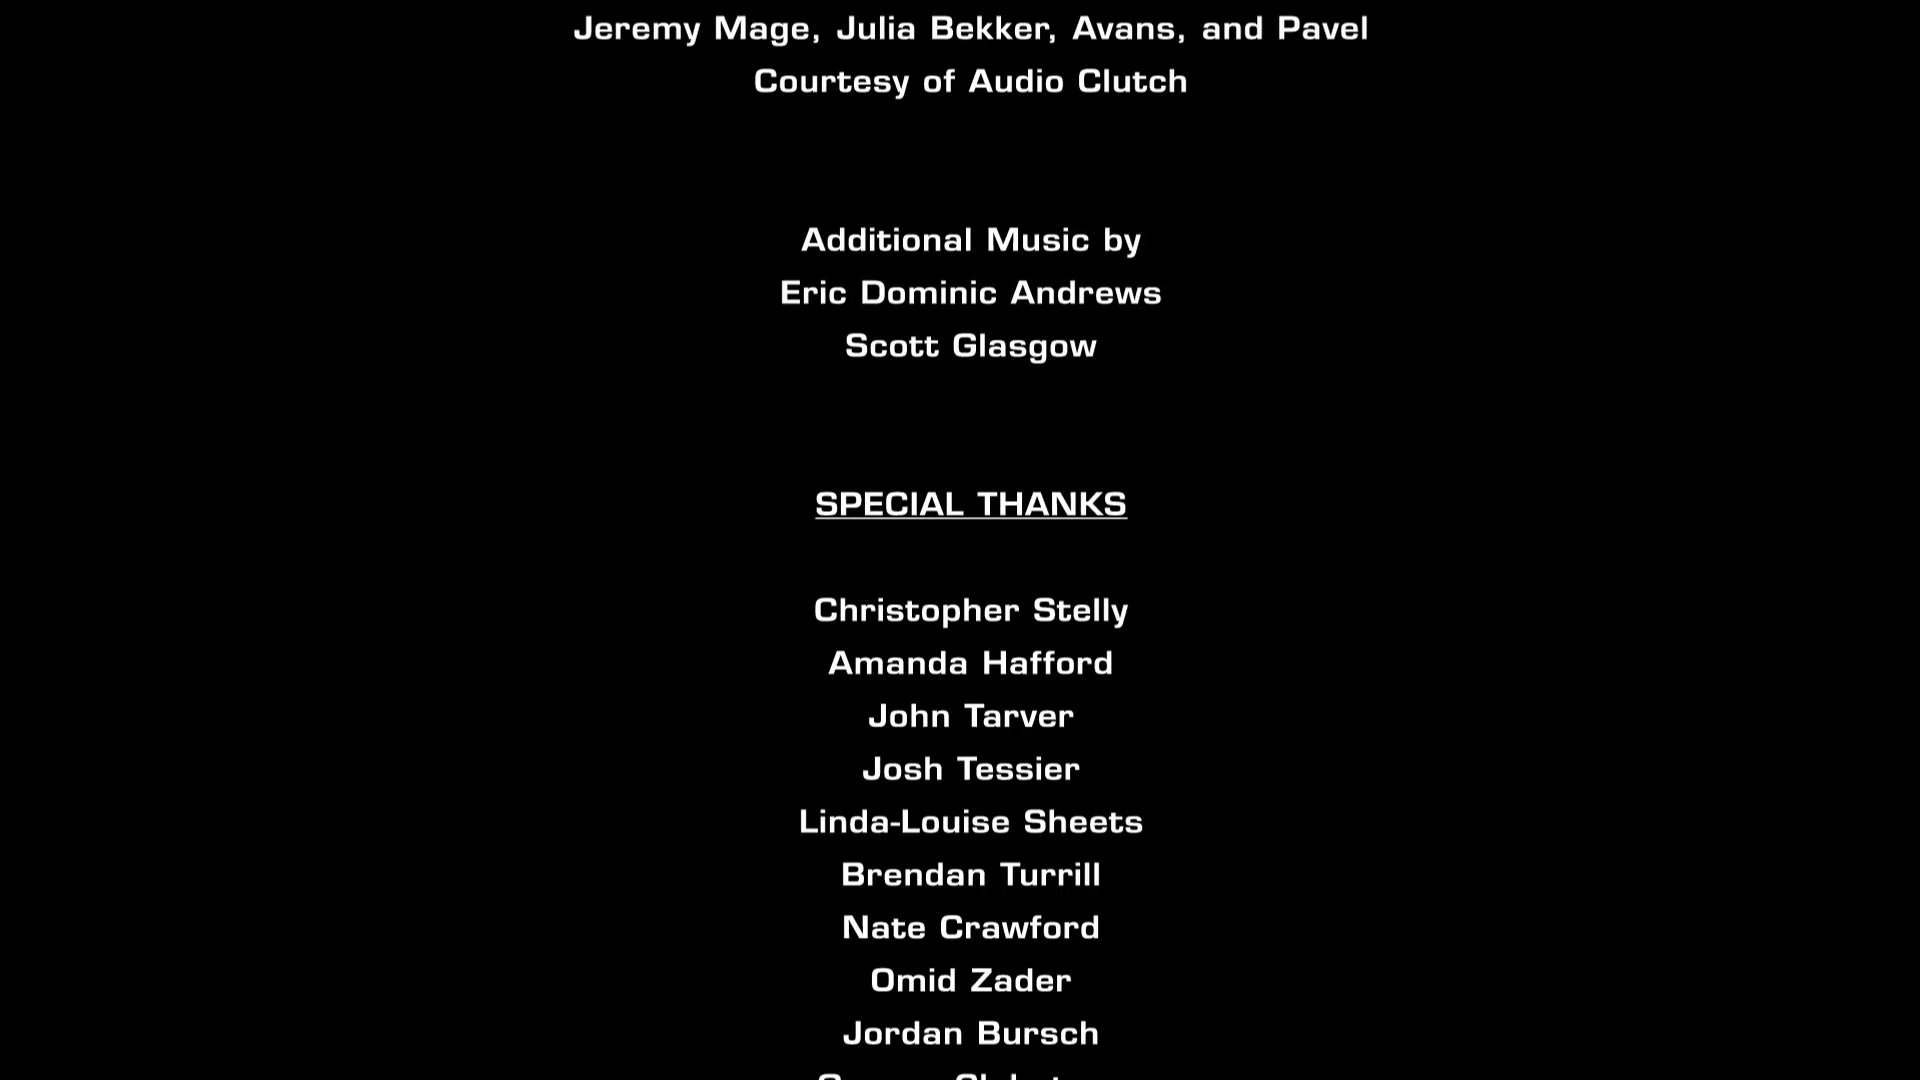 Jeremy Mage, Julia Bekker, Avans, and Pavel
Courtesy of Audio Clutch
Additional Music by
Eric Dominic Andrews
Scott Glasgow
SPECIAL THANKS
Christopher Stelly
Amanda Hafford
John Tarver
Josh Tessier
Linda-Louise Sheets
Brendan Turrill
Nate Crawford
Omid Zader
Jordan Bursch